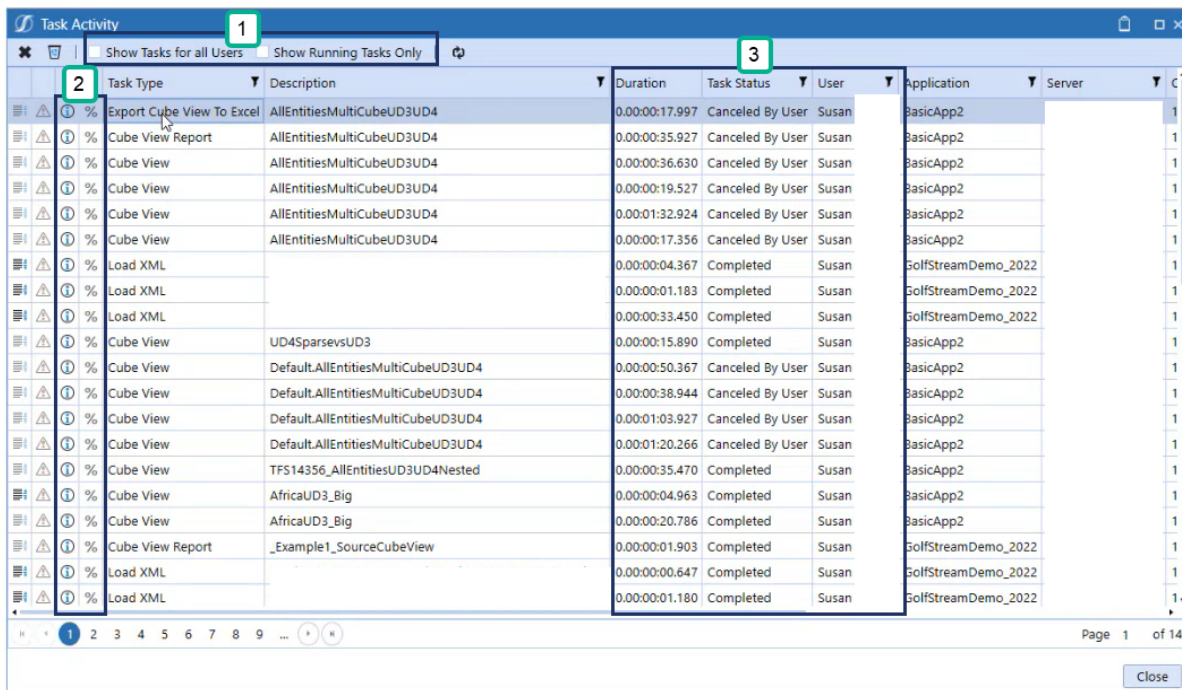 Task Activity
1
Show Tasks for all Users Show Running Tasks Only
2 3
Task Type Description Duration Task Status User Application Server
% Export Cube View To Excel AllEntitiesMultiCubeUD3UD4 0.00:00:17.997 Canceled By User Susan BasicApp2 1
% Cube View Report AllEntitiesMultiCubeUD3UD4 0.00:00:35.927 Canceled By User Susan BasicApp2 1
% Cube View AllEntitiesMultiCubeUD3UD4 0.00:00:36.630 Canceled By User Susan BasicApp2 1
% Cube View AllEntitiesMultiCubeUD3UD4 0.00:00:19.527 Canceled By User Susan BasicApp2 1
% Cube View AllEntitiesMultiCubeUD3UD4 0.00:01:32.924 Canceled By User Susan BasicApp2 1
% Cube View AllEntitiesMultiCubeUD3UD4 0.00:00:17.356 Canceled By User Susan BasicApp2 1
% Load XML 0.00:00:04.367 Completed Susan GolfStreamDemo_2022 1
% Load XML 0.00:00:01.183 Completed Susan GolfStreamDemo_2022 1
% Load XML 0.00:00:33.450 Completed Susan GolfStreamDemo_2022 1
% Cube View UD4SparsevsUD3 0.00:00:15.890 Completed Susan BasicApp2 1
% Cube View Default.AllEntitiesMultiCubeUD3UD4 0.00:00:50.367 Canceled By User Susan BasicApp2 1
% Cube View Default.AllEntitiesMultiCubeUD3UD4 0.00:00:38.944 Canceled By User Susan BasicApp2 1
% Cube View Default.AllEntitiesMultiCubeUD3UD4 0.00:01:03.927 Canceled By User Susan BasicApp2 1
% Cube View Default.AllEntitiesMultiCubeUD3UD4 0.00:01:20.266 Canceled By User Susan BasicApp2 1
% Cube View TFS14356_AllEntitiesUD3UD4Nested 0.00:00:35.470 Completed Susan BasicApp2 1
% Cube View AfricaUD3_Big 0.00:00:04.963 Completed Susan BasicApp2 1
% Cube View AfricaUD3_Big 0.00:00:20.786 Completed Susan BasicApp2 1
% Cube View Report _Example1_SourceCubeView 0.00:00:01.903 Completed Susan GolfStreamDemo_2022 1
% Load XML 0.00:00:00.647 Completed Susan GolfStreamDemo_2022 1
% Load XML 0.00:00:01.180 Completed Susan GolfStreamDemo_2022 1
1 2 3 4 5 6 7 8 9 ... Page 1 of 14
Close